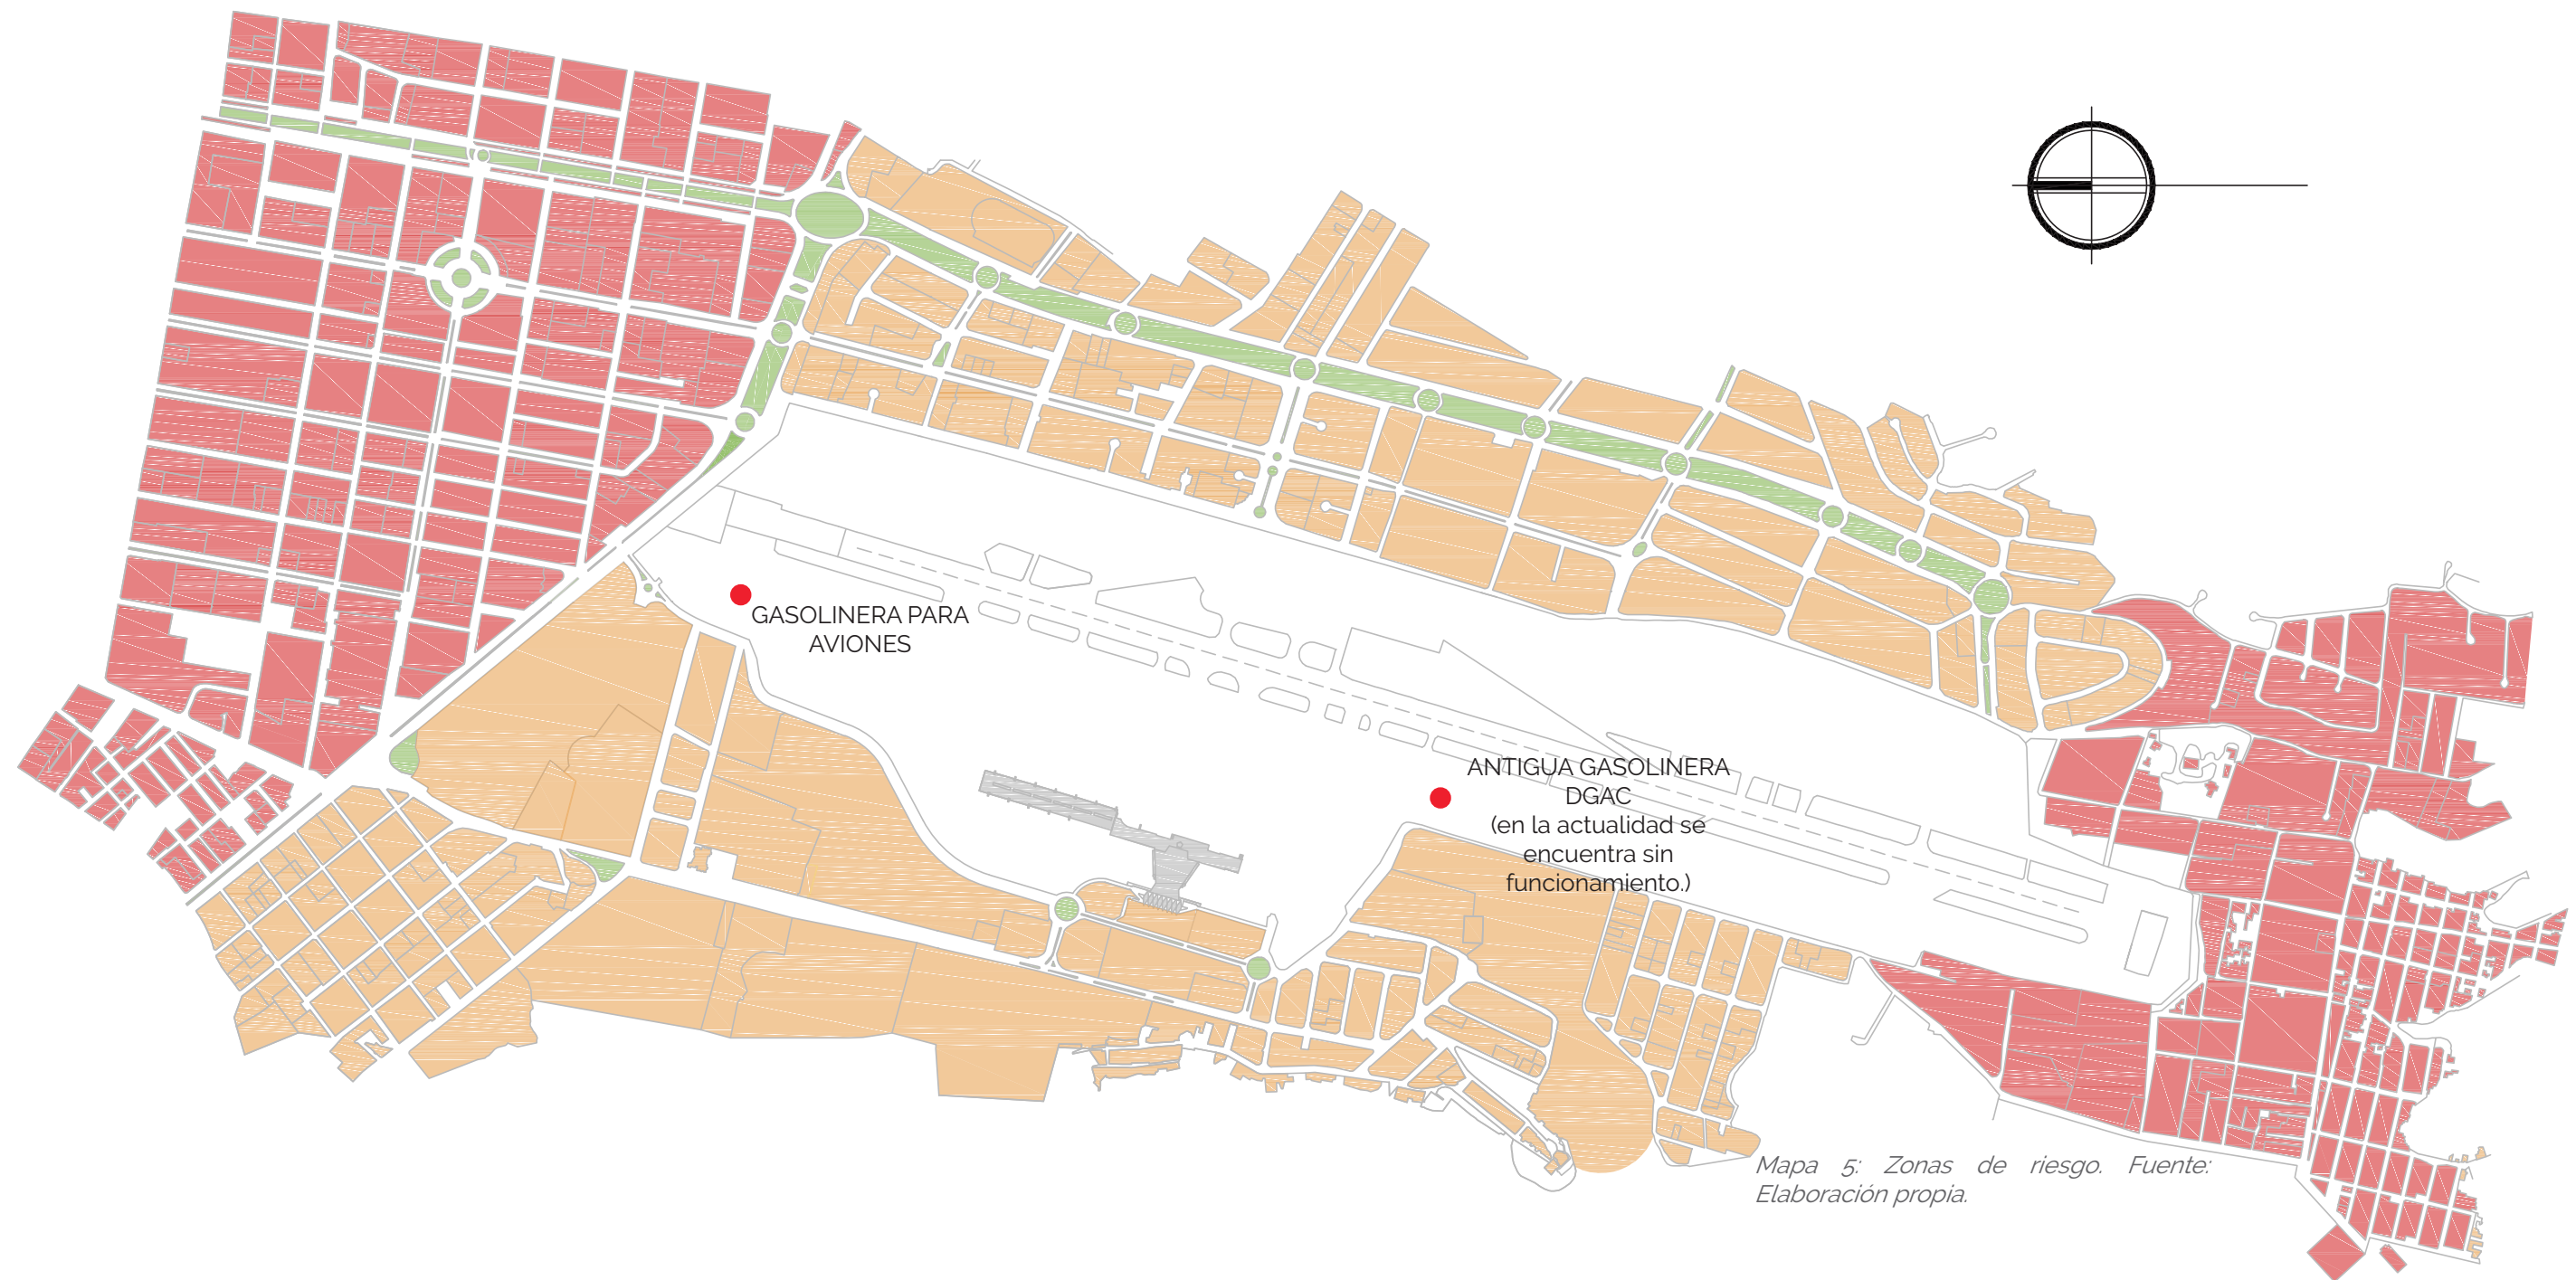 GASOLINERA PARA
AVIONES
ANTIGUA GASOLINERA
DGAC
(en la actualidad se
encuentra sin
funcionamiento.)
Mapa 5: Zonas de riesgo. Fuente:
Elaboración propia.